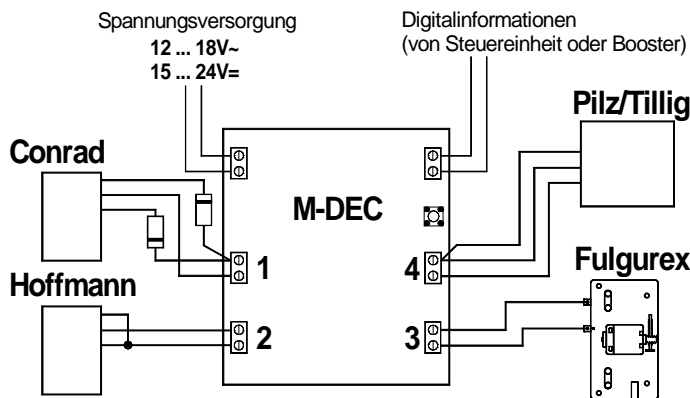 Spannungsversorgung
12 ... 18V~
15 ... 24V=
Digitalinformationen
(von Steuereinheit oder Booster)
Pilz/Tillig
Conrad
M-DEC
1
4
Hoffmann
Fulgurex
2
3